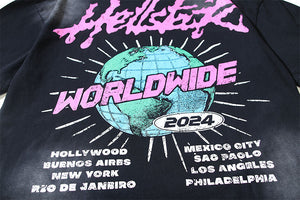 Hellstar
WORLDWIDE
2024
HOLLYWOOD
BUENOS AIRES
NEW YORK
RIO DE JANEIRO
MEXICO CITY
SAO PAOLO
LOS ANGELES
PHILADELPHIA